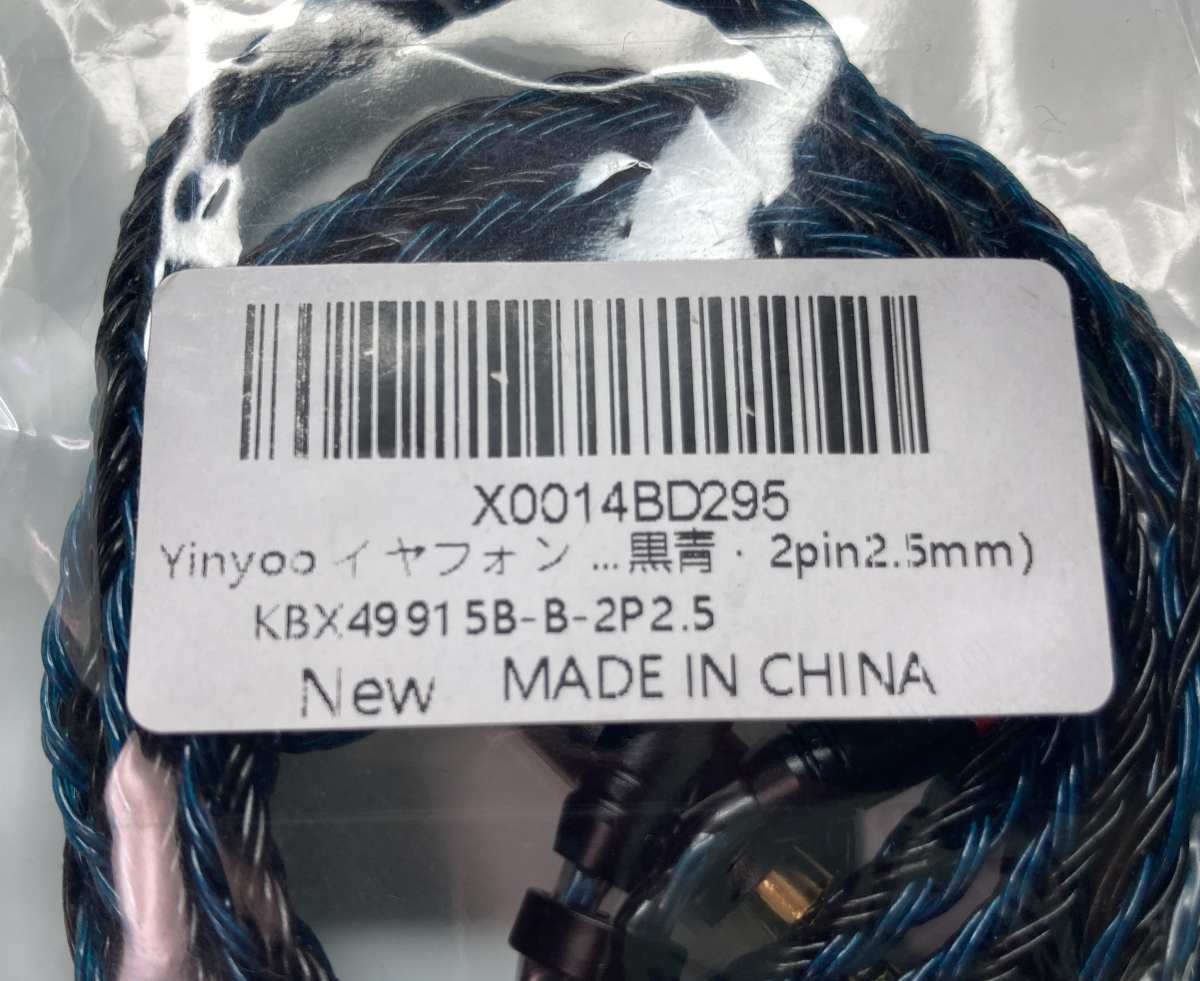 X0014BD295
Yinyoo イヤフォン ...黒青・ 2pin2.5mm)
KBX49915B-B-2P2.5
New MADE IN CHINA